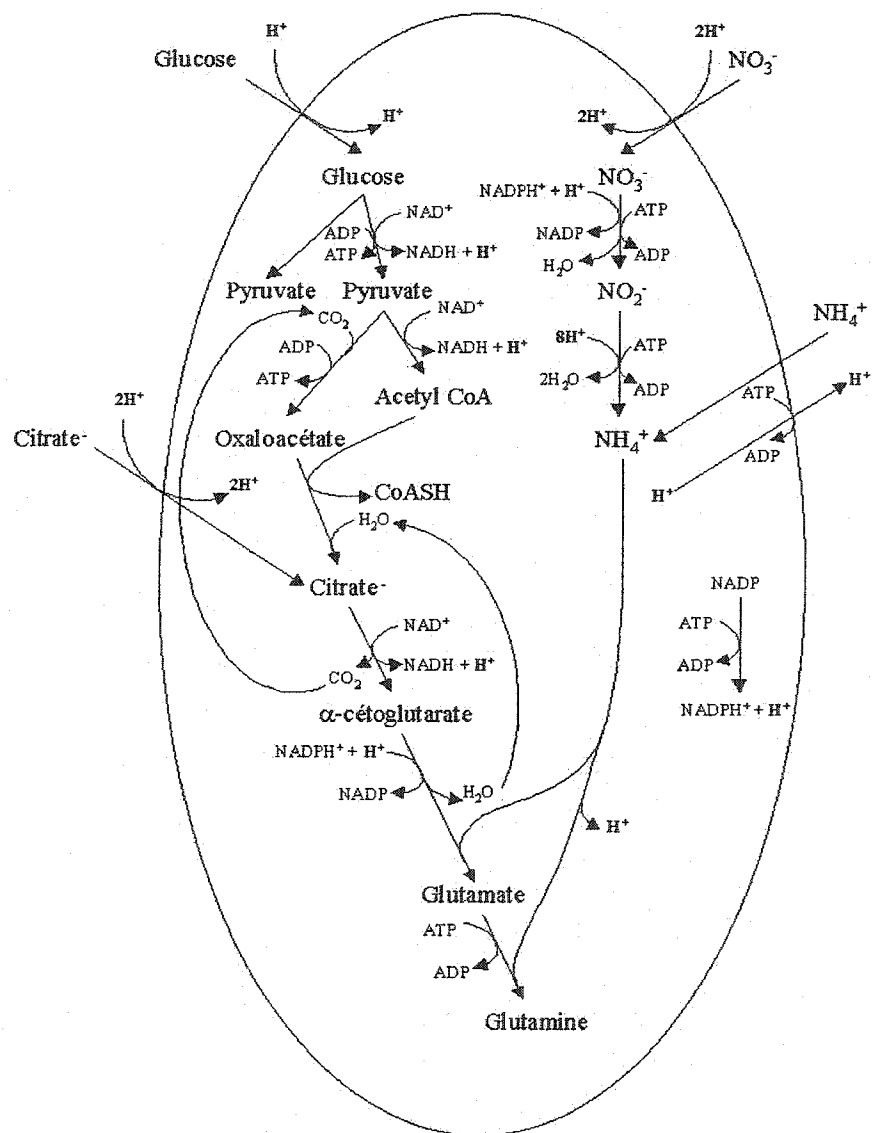 H⁺
2H⁺
Glucose
NO₃⁻
H⁺
2H⁺
Glucose
NO₃⁻
NADPH⁺ + H⁺
NAD⁺
ATP
ADP
NADP
ATP
NADH + H⁺
ADP
H₂O
Pyruvate
Pyruvate
NO₂⁻
CO₂
NAD⁺
NH₄⁺
8H⁺
ATP
ADP
NADH + H⁺
2H₂O
ADP
ATP
H⁺
ATP
2H⁺
Acetyl CoA
Citrate⁻
Oxaloacétate
NH₄⁺
ADP
2H⁺
CoASH
H⁺
H₂O
Citrate⁻
NADP
NAD⁺
ATP
CO₂
NADH + H⁺
ADP
α-cétoglutarate
NADPH⁺ + H⁺
NADPH⁺ + H⁺
NADP
H₂O
H⁺
Glutamate
ATP
ADP
Glutamine